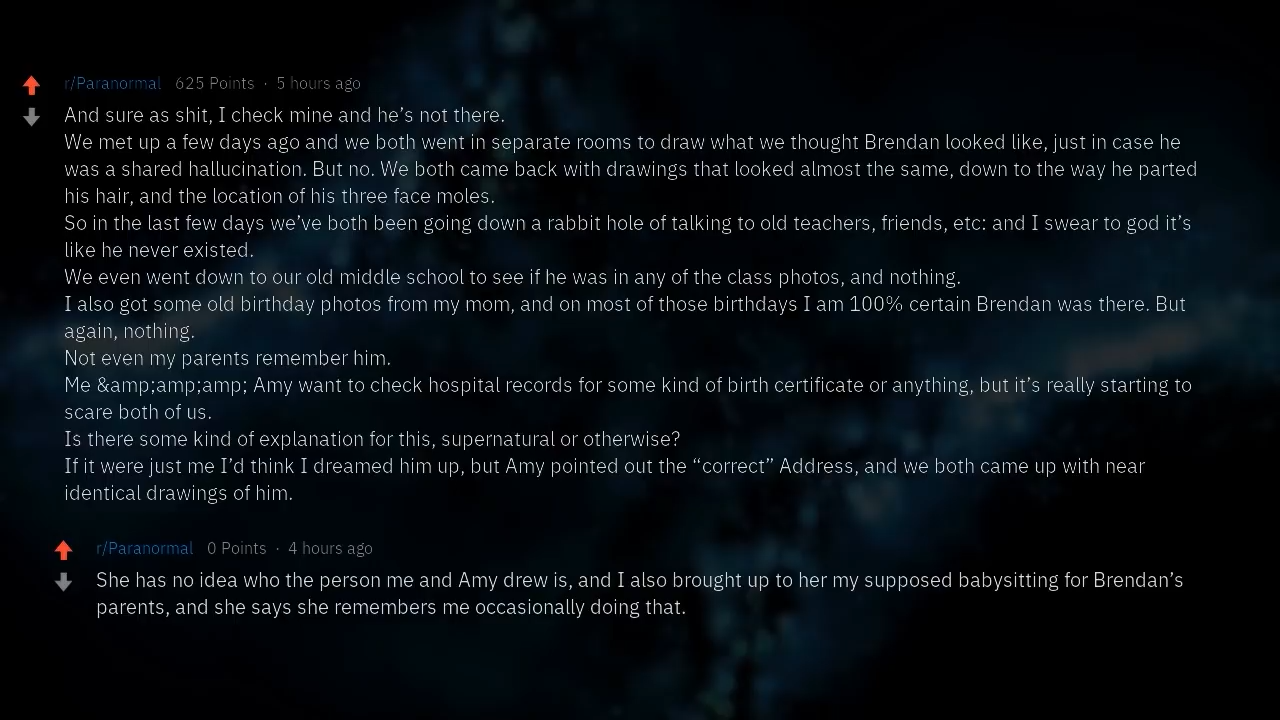 r/Paranormal 625 Points · 5 hours ago
And sure as shit, I check mine and he’s not there.
We met up a few days ago and we both went in separate rooms to draw what we thought Brendan looked like, just in case he
was a shared hallucination. But no. We both came back with drawings that looked almost the same, down to the way he parted
his hair, and the location of his three face moles.
So in the last few days we’ve both been going down a rabbit hole of talking to old teachers, friends, etc: and I swear to god it’s
like he never existed.
We even went down to our old middle school to see if he was in any of the class photos, and nothing.
I also got some old birthday photos from my mom, and on most of those birthdays I am 100% certain Brendan was there. But
again, nothing.
Not even my parents remember him.
Me &amp;amp;amp; Amy want to check hospital records for some kind of birth certificate or anything, but it’s really starting to
scare both of us.
Is there some kind of explanation for this, supernatural or otherwise?
If it were just me I’d think I dreamed him up, but Amy pointed out the “correct” Address, and we both came up with near
identical drawings of him.
r/Paranormal 0 Points · 4 hours ago
She has no idea who the person me and Amy drew is, and I also brought up to her my supposed babysitting for Brendan’s
parents, and she says she remembers me occasionally doing that.